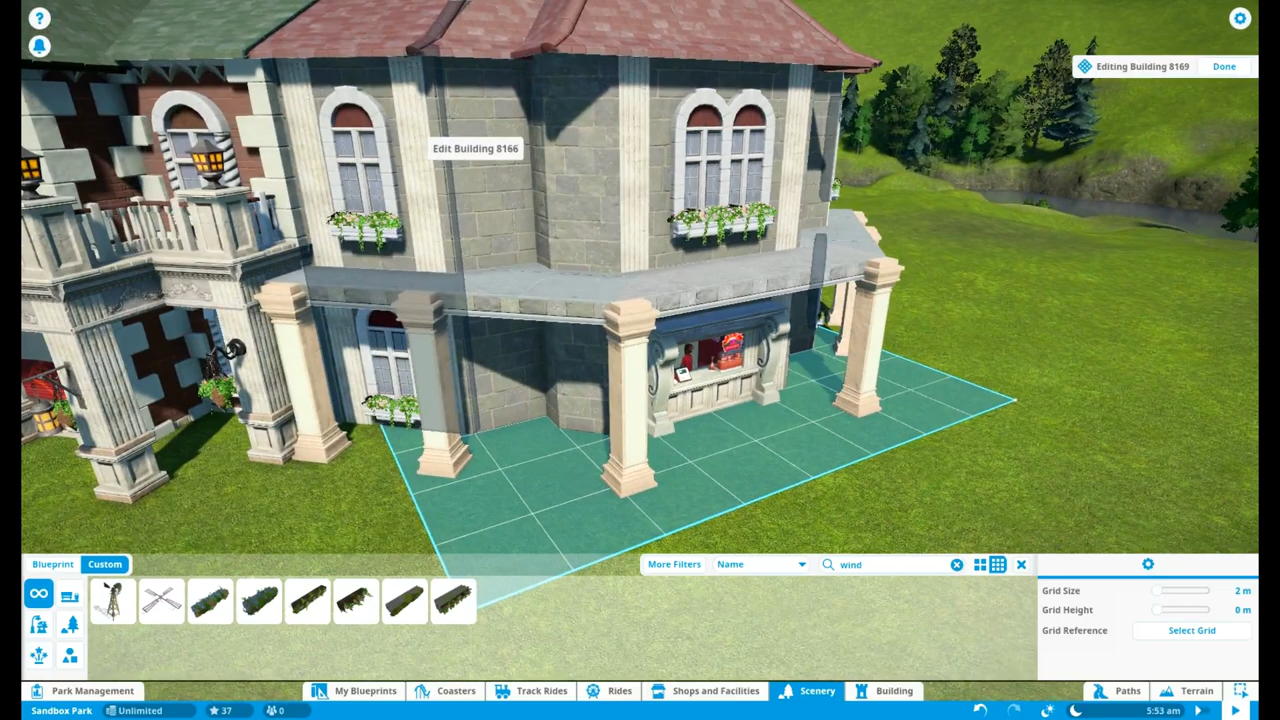 ?
Editing Building 8169 Done
Edit Building 8166
Blueprint Custom More Filters Name wind
Grid Size 2 m
Grid Height 0 m
Grid Reference Select Grid
Park Management My Blueprints Coasters Track Rides Rides Shops and Facilities Scenery Building Paths Terrain
Sandbox Park Unlimited 37 0 5:53 am